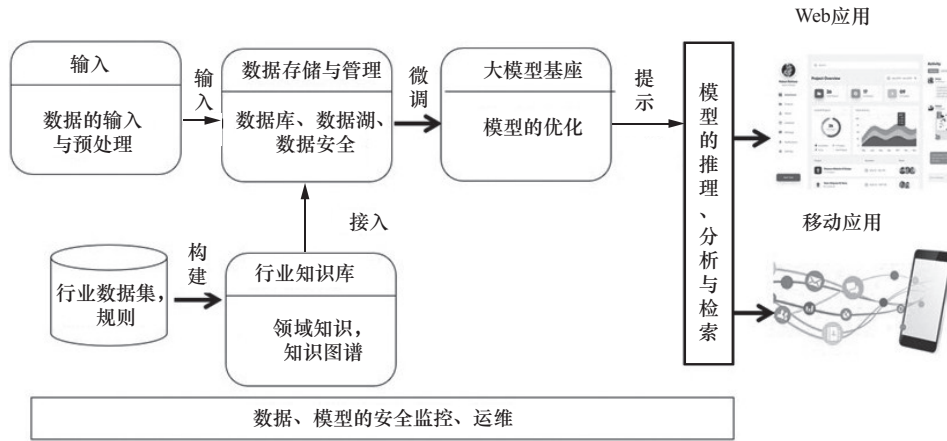 Web应用
输入
数据的输入
与预处理
输入
数据存储与管理
数据库、数据湖、
数据安全
微调
大模型基座
模型的优化
提示
模型的推理、分析与检索
Project Overview
移动应用
行业数据集,
规则
构建
接入
行业知识库
领域知识,
知识图谱
数据、模型的安全监控、运维